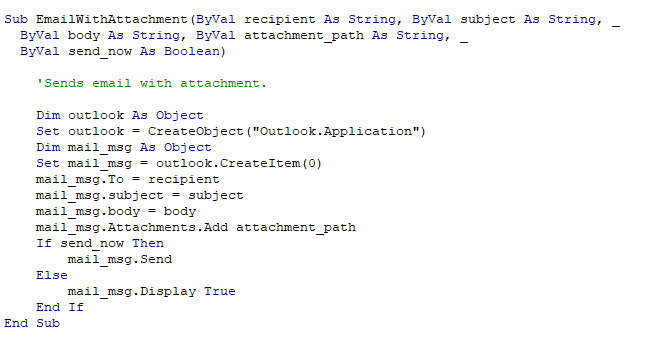 Sub EmailWithAttachment(ByVal recipient As String, ByVal subject As String, _
  ByVal body As String, ByVal attachment_path As String, _
  ByVal send_now As Boolean)
    'Sends email with attachment.
    Dim outlook As Object
    Set outlook = CreateObject("Outlook.Application")
    Dim mail_msg As Object
    Set mail_msg = outlook.CreateItem(0)
    mail_msg.To = recipient
    mail_msg.subject = subject
    mail_msg.body = body
    mail_msg.Attachments.Add attachment_path
    If send_now Then
        mail_msg.Send
    Else
        mail_msg.Display True
    End If
End Sub